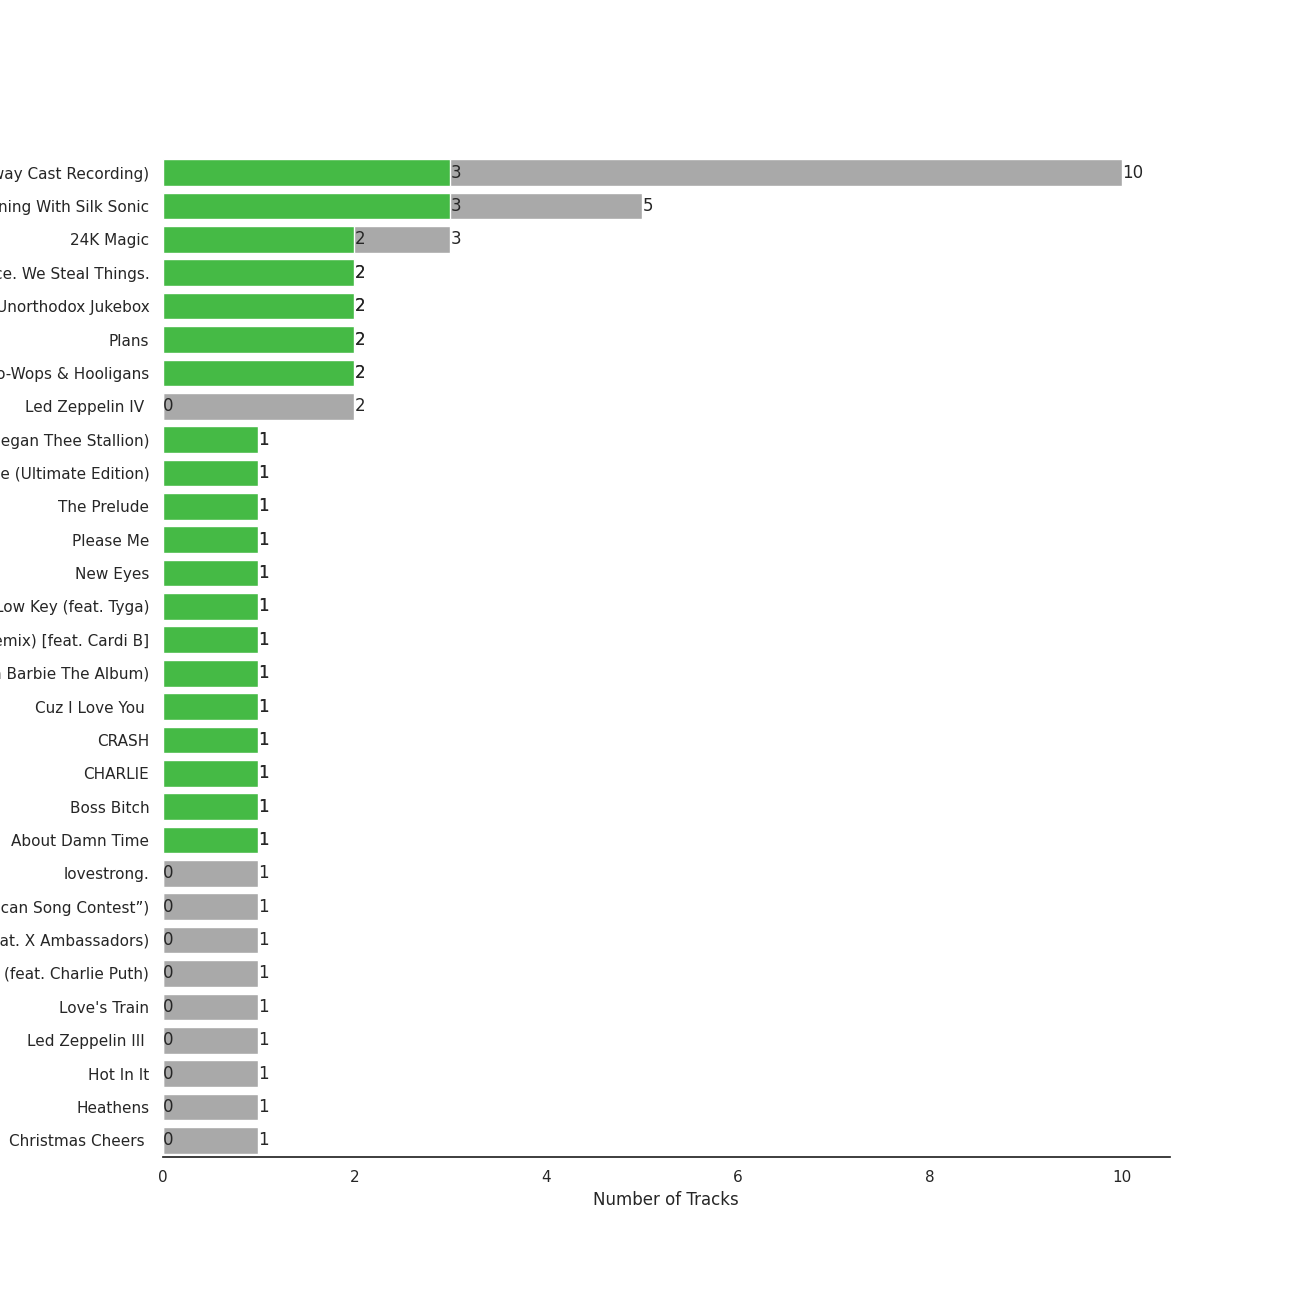 way Cast Recording) 3 10
ning With Silk Sonic 3 5
24K Magic 2 3
ce. We Steal Things. 2
Unorthodox Jukebox 2
Plans 2
o-Wops & Hooligans 2
Led Zeppelin IV 0 2
egan Thee Stallion) 1
e (Ultimate Edition) 1
The Prelude 1
Please Me 1
New Eyes 1
Low Key (feat. Tyga) 1
emix) [feat. Cardi B] 1
Barbie The Album) 1
Cuz I Love You 1
CRASH 1
CHARLIE 1
Boss Bitch 1
About Damn Time 1
lovestrong. 0 1
can Song Contest”) 0 1
at. X Ambassadors) 0 1
(feat. Charlie Puth) 0 1
Love's Train 0 1
Led Zeppelin III 0 1
Hot In It 0 1
Heathens 0 1
Christmas Cheers 0 1
0 2 4 6 8 10
Number of Tracks